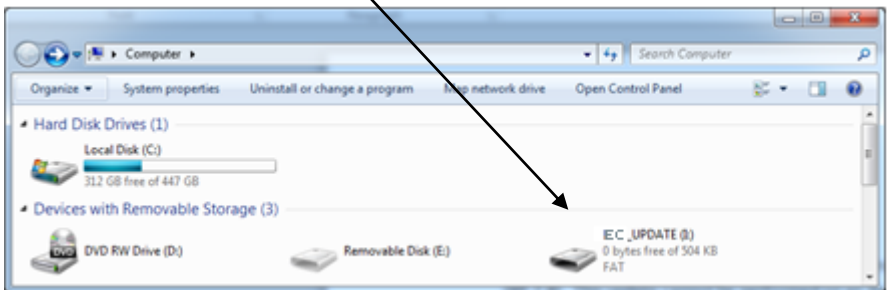 Computer
Search Computer
Organize System properties Uninstall or change a program Map network drive Open Control Panel
Hard Disk Drives (1)
Local Disk (C:)
312 GB free of 447 GB
Devices with Removable Storage (3)
DVD RW Drive (D:)
Removable Disk (E:)
EC_UPDATE (I:)
0 bytes free of 504 KB
FAT